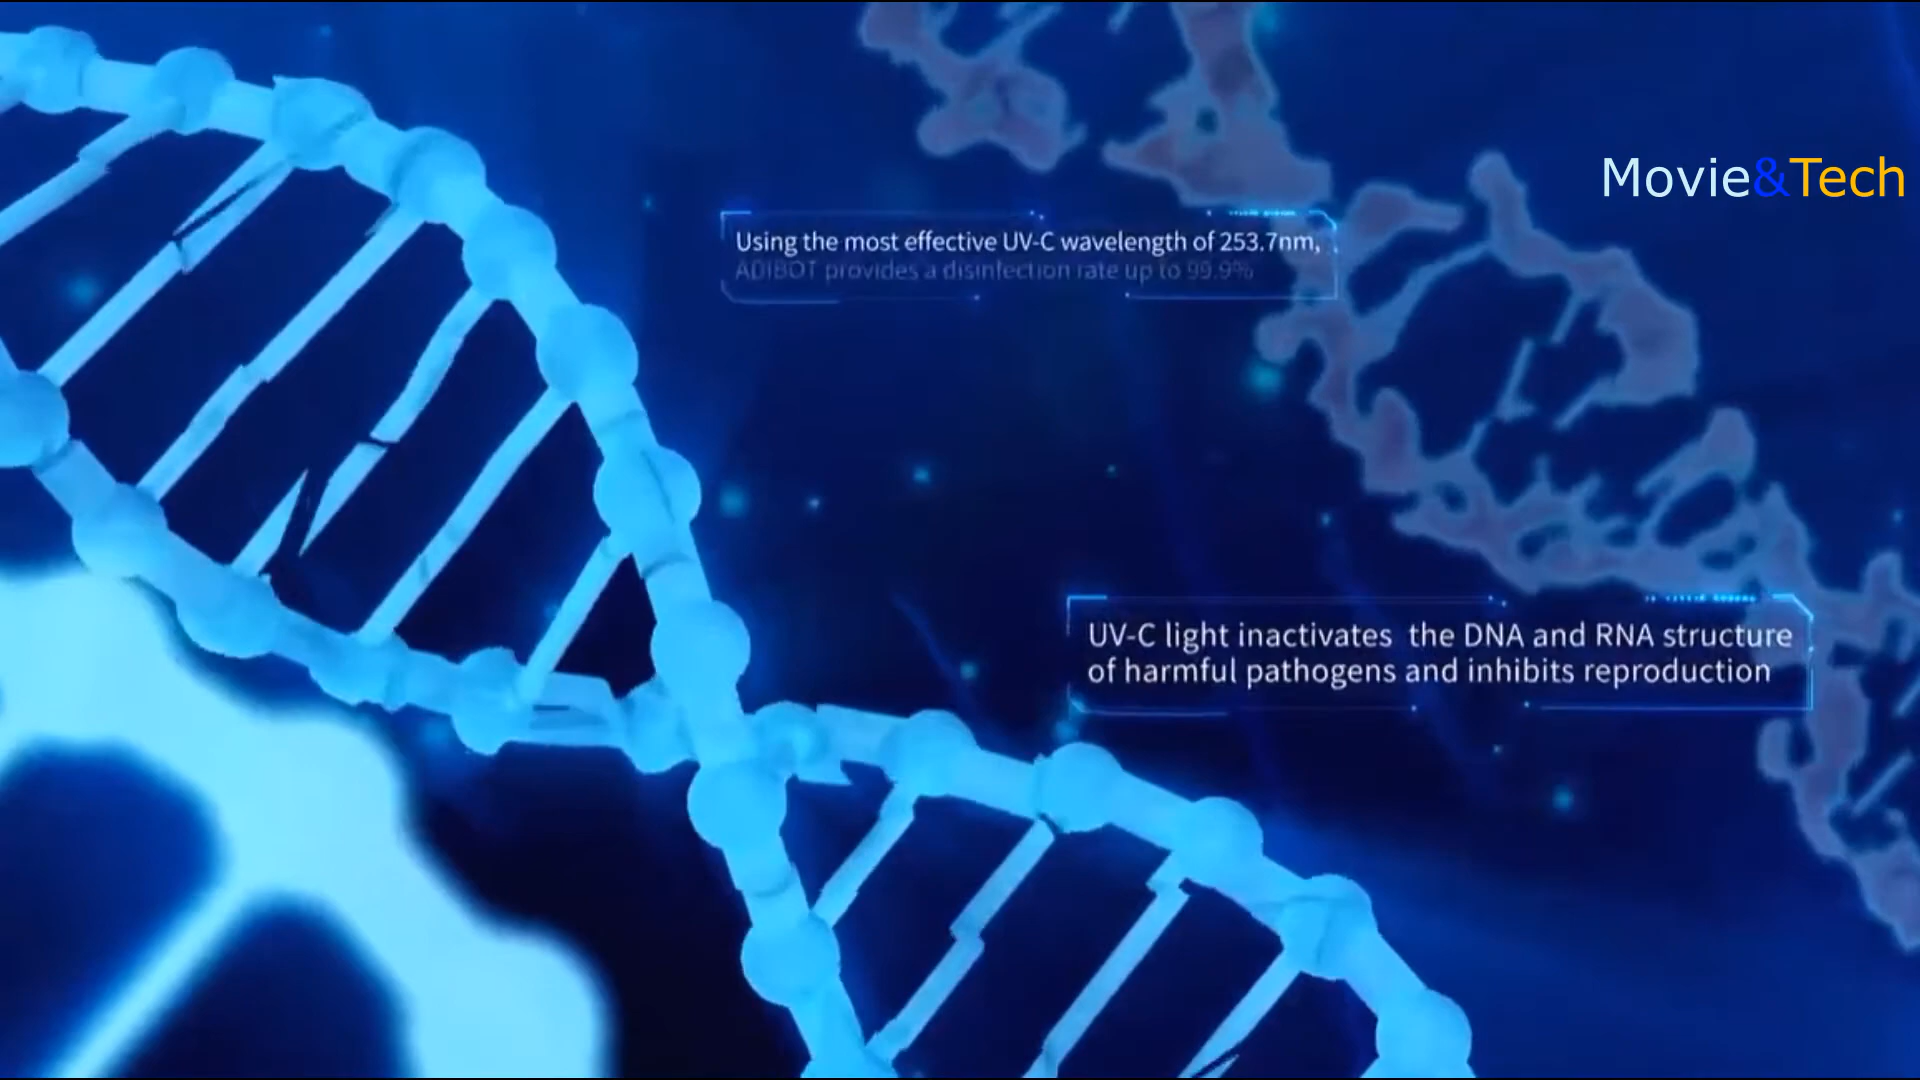 Movie&Tech
Using the most effective UV-C wavelength of 253.7nm,
ADIBOT provides a disinfection rate up to 99.9%
UV-C light inactivates  the DNA and RNA structure
of harmful pathogens and inhibits reproduction